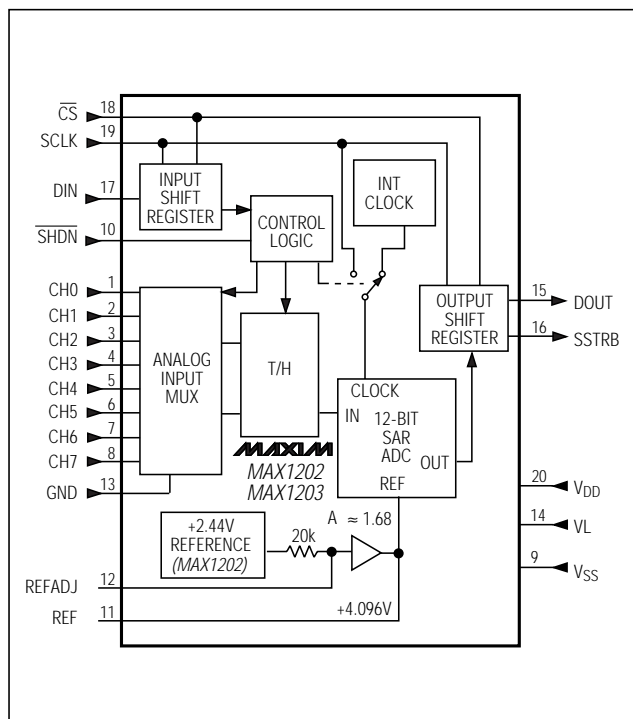 CS 18
SCLK 19
DIN 17
SHDN 10
CH0 1
CH1 2
CH2 3
CH3 4
CH4 5
CH5 6
CH6 7
CH7 8
GND 13
REFADJ 12
REF 11
INPUT
SHIFT
REGISTER
CONTROL
LOGIC
INT
CLOCK
OUTPUT
SHIFT
REGISTER
15 DOUT
16 SSTRB
ANALOG
INPUT
MUX
T/H
CLOCK
IN
12-BIT
SAR
ADC
OUT
REF
MAXIM
MAX1202
MAX1203
A ≈ 1.68
+2.44V
REFERENCE
(MAX1202)
20k
+4.096V
20 VDD
14 VL
9 VSS